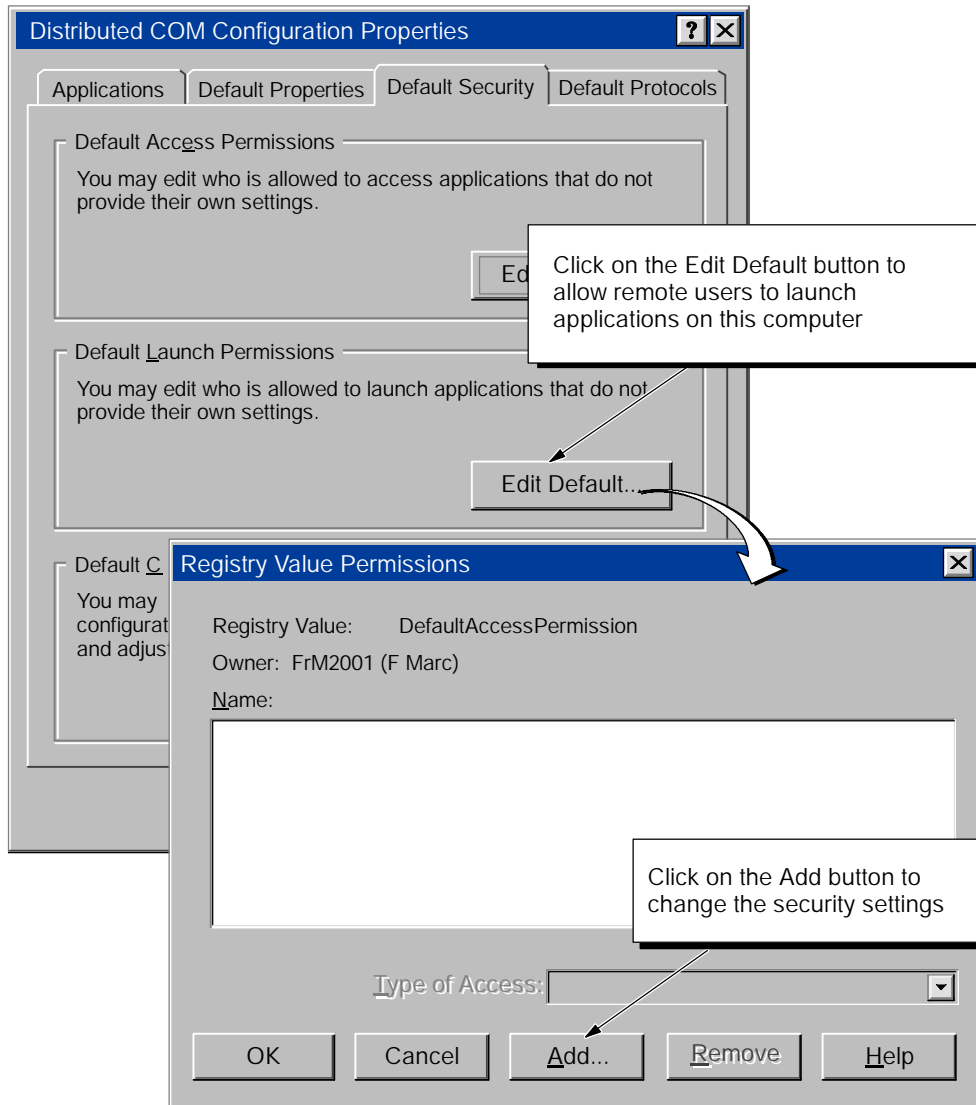 Distributed COM Configuration Properties
Applications
Default Properties
Default Security
Default Protocols
Default Access Permissions
You may edit who is allowed to access applications that do not
provide their own settings.
Ed
Click on the Edit Default button to
allow remote users to launch
applications on this computer
Default Launch Permissions
You may edit who is allowed to launch applications that do not
provide their own settings.
Edit Default...
Default C
You may
configurat
and adjust
Registry Value Permissions
Registry Value: DefaultAccessPermission
Owner: FrM2001 (F Marc)
Name:
Click on the Add button to
change the security settings
Type of Access:
OK
Cancel
Add...
Remove
Help